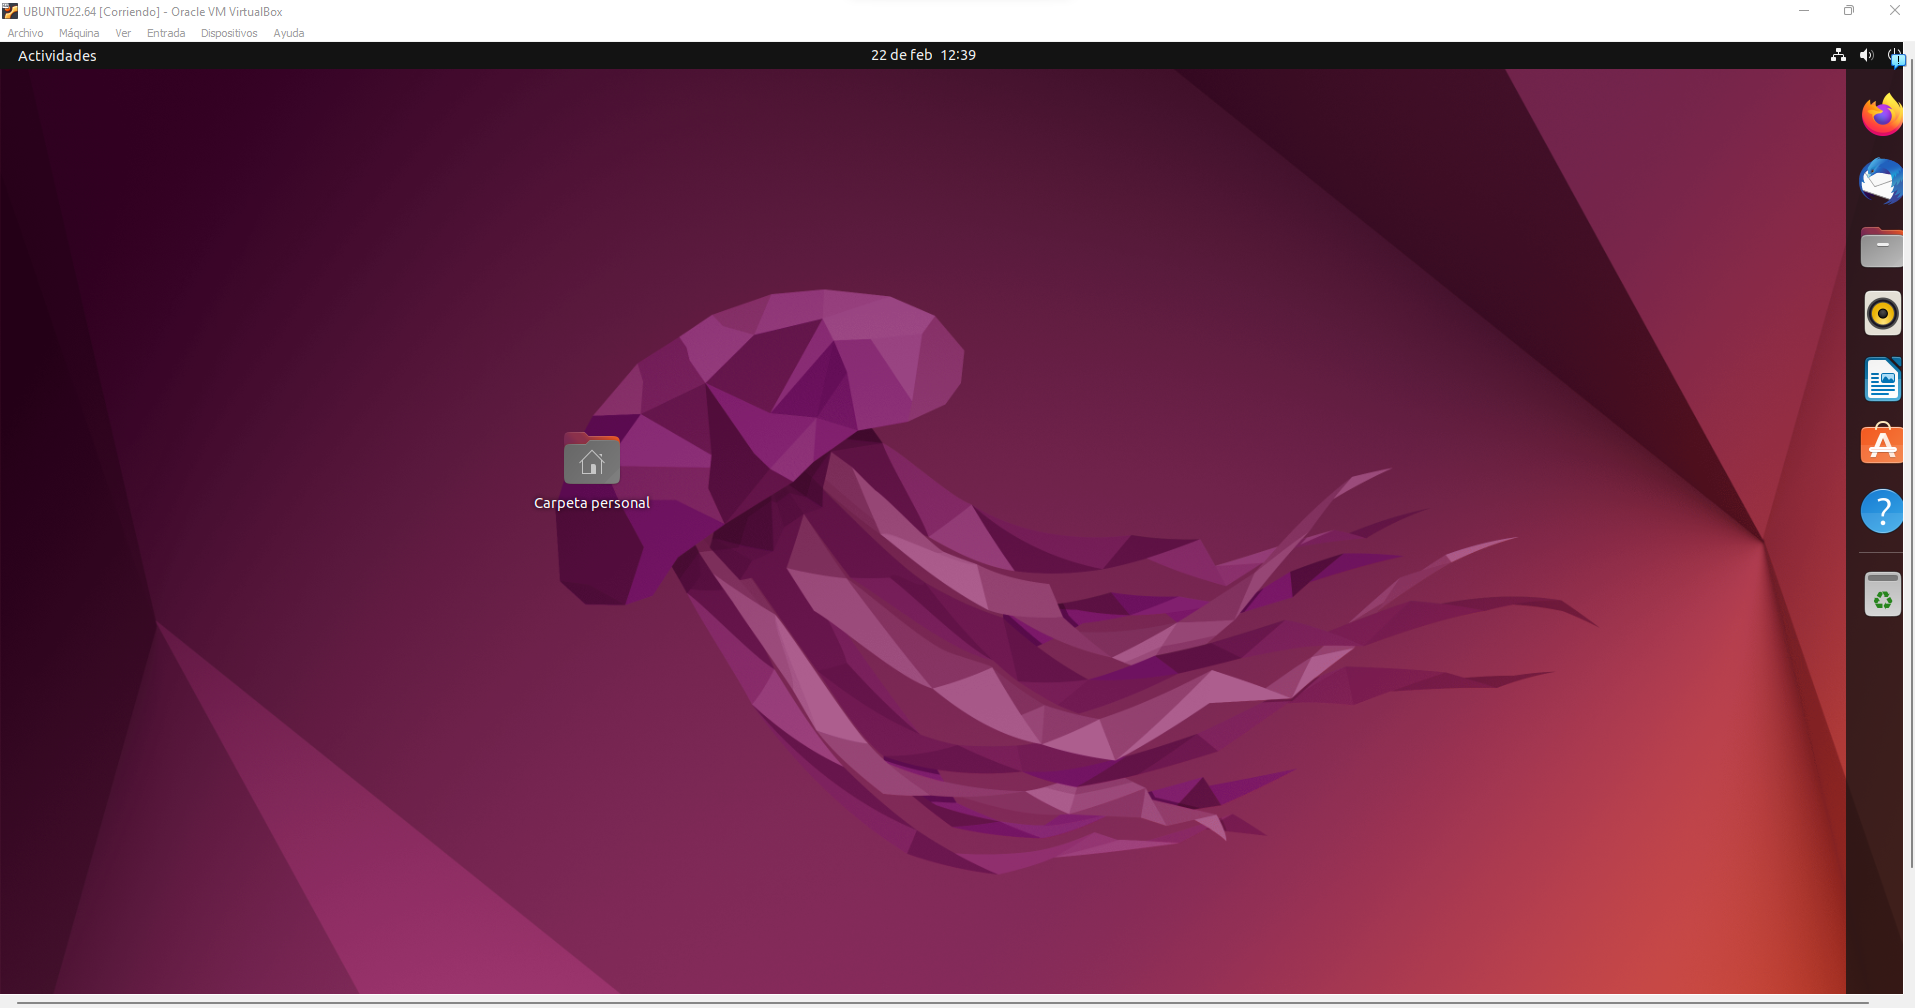 UBUNTU22.64 [Corriendo] - Oracle VM VirtualBox
Archivo Máquina Ver Entrada Dispositivos Ayuda
Actividades 22 de feb 12:39
Carpeta personal